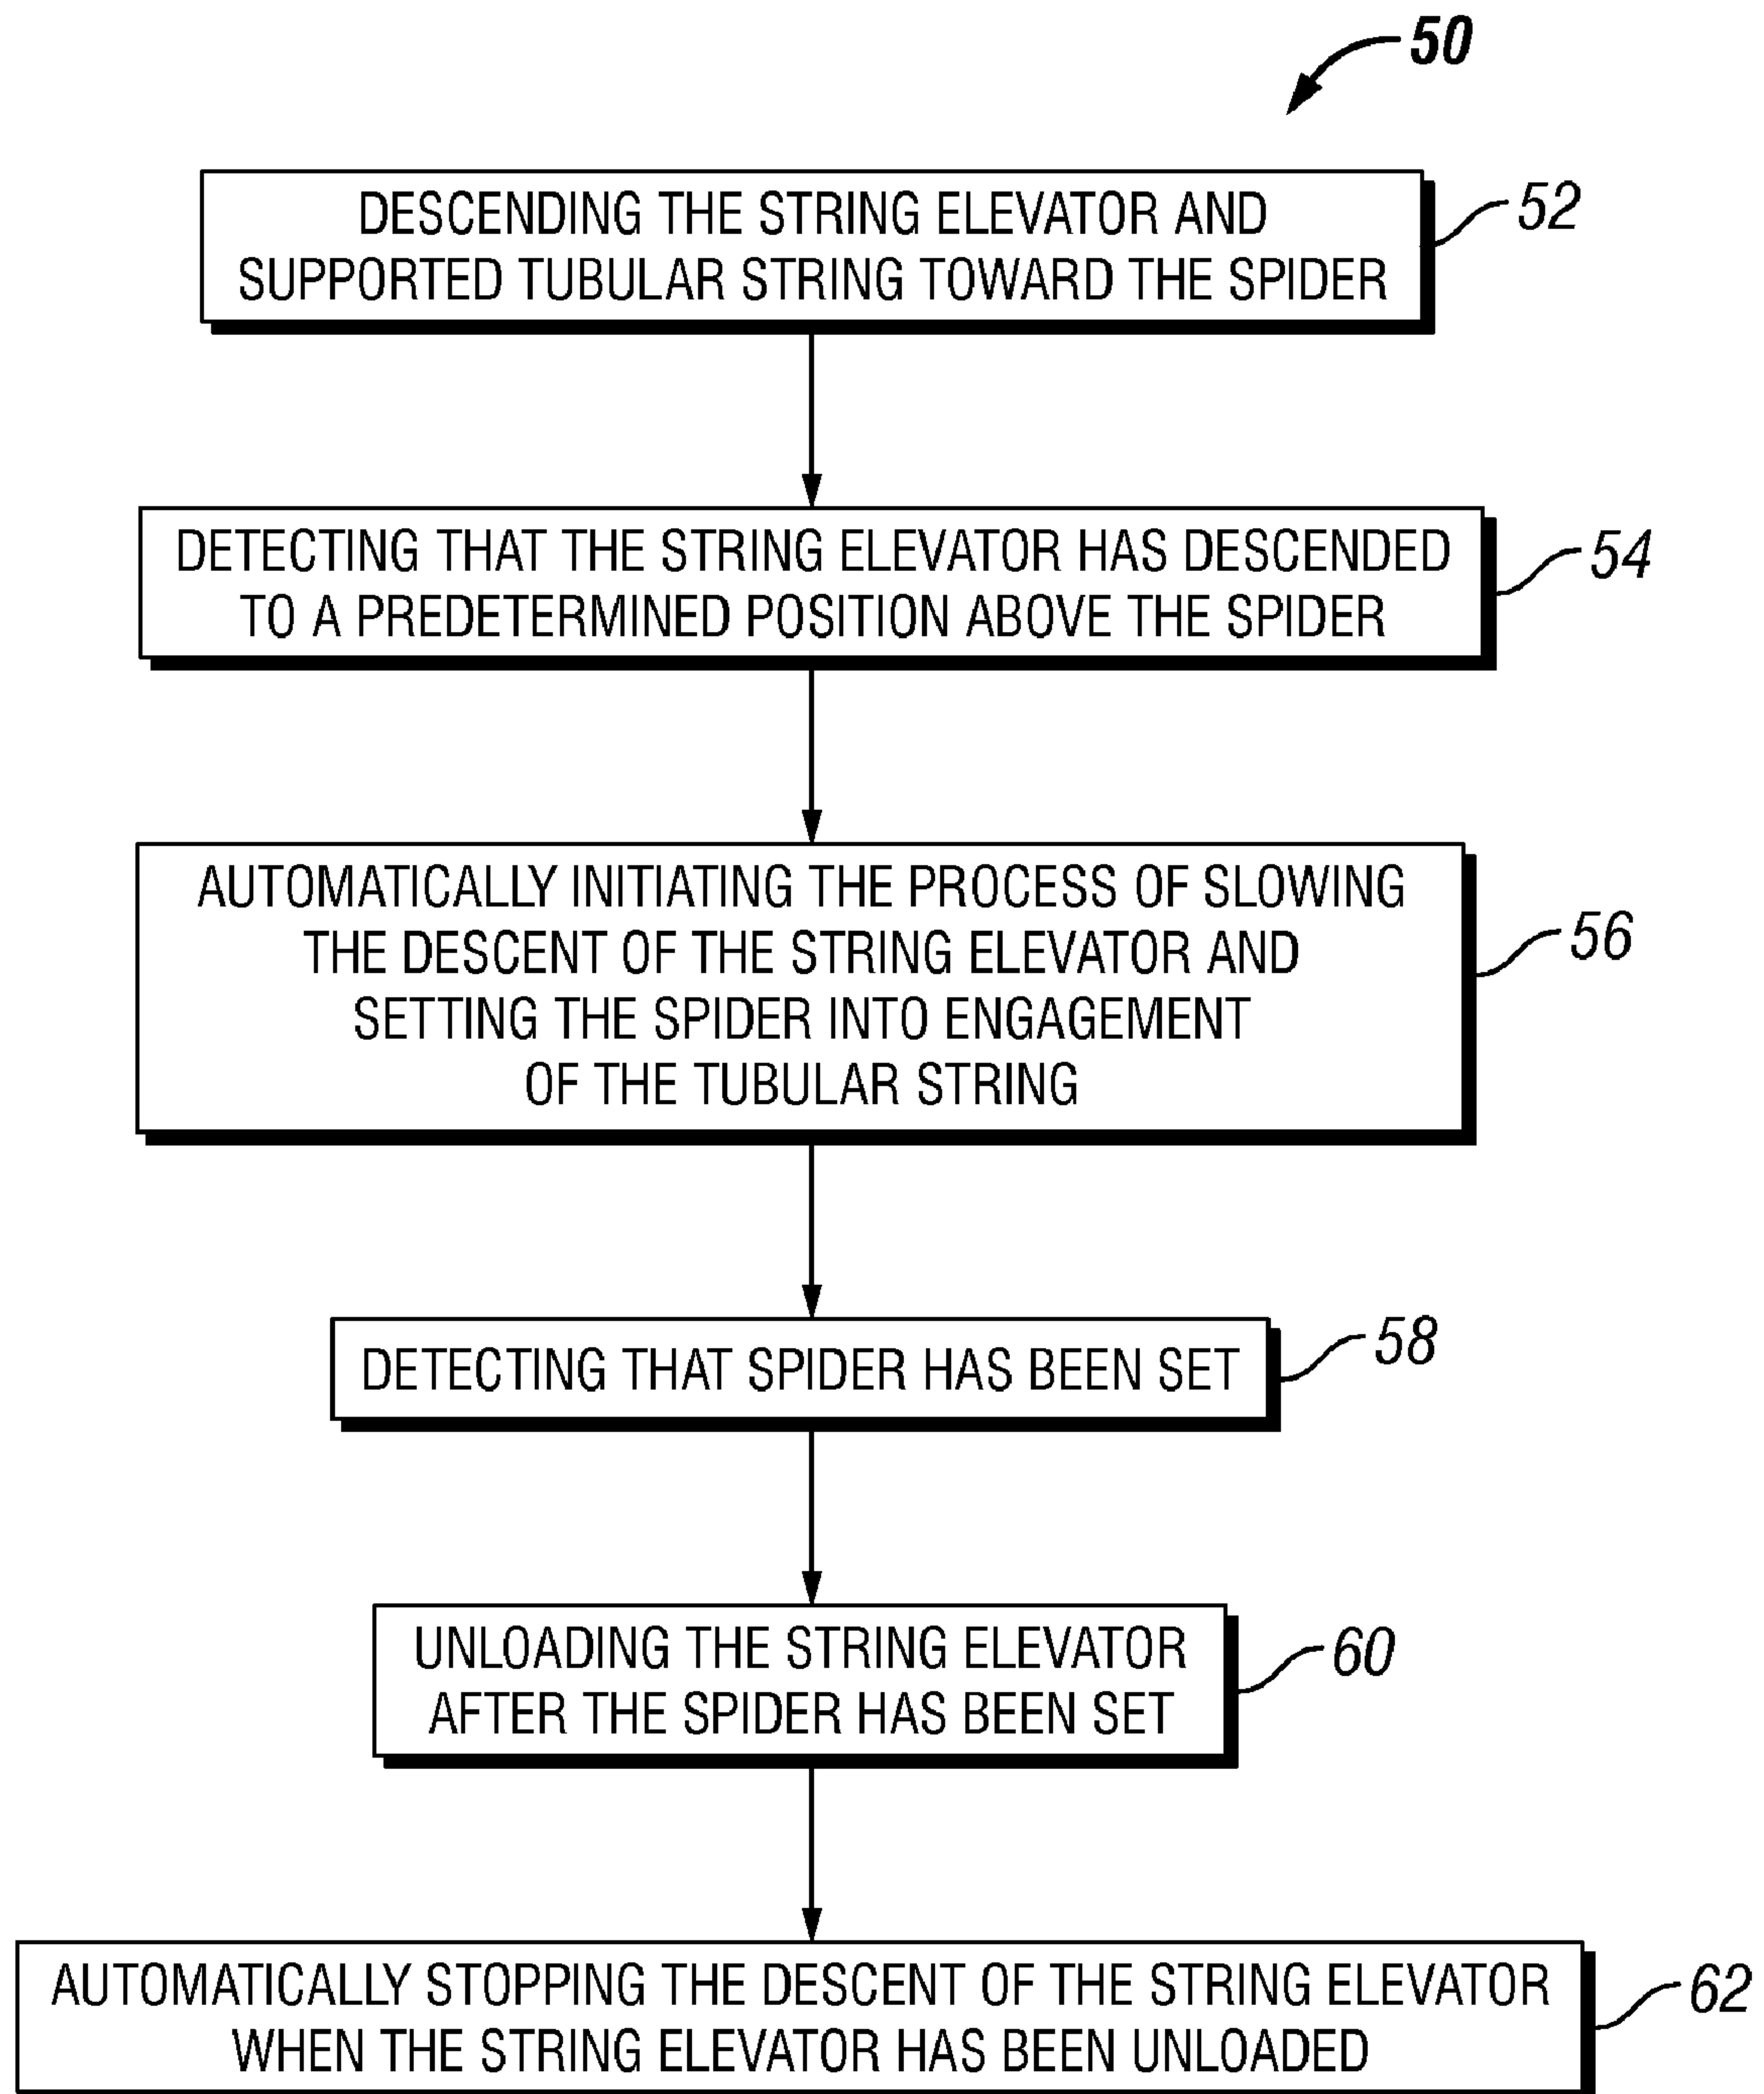 50
DESCENDING THE STRING ELEVATOR AND
SUPPORTED TUBULAR STRING TOWARD THE SPIDER
52
DETECTING THAT THE STRING ELEVATOR HAS DESCENDED
TO A PREDETERMINED POSITION ABOVE THE SPIDER
54
AUTOMATICALLY INITIATING THE PROCESS OF SLOWING
THE DESCENT OF THE STRING ELEVATOR AND
SETTING THE SPIDER INTO ENGAGEMENT
OF THE TUBULAR STRING
56
DETECTING THAT SPIDER HAS BEEN SET
58
UNLOADING THE STRING ELEVATOR
AFTER THE SPIDER HAS BEEN SET
60
AUTOMATICALLY STOPPING THE DESCENT OF THE STRING ELEVATOR
WHEN THE STRING ELEVATOR HAS BEEN UNLOADED
62